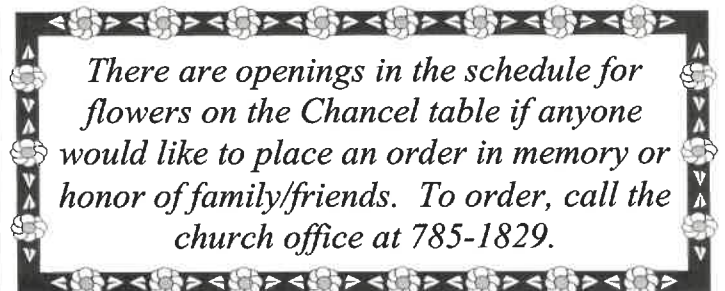 There are openings in the schedule for
flowers on the Chancel table if anyone
would like to place an order in memory or
honor of family/friends.  To order, call the
church office at 785-1829.